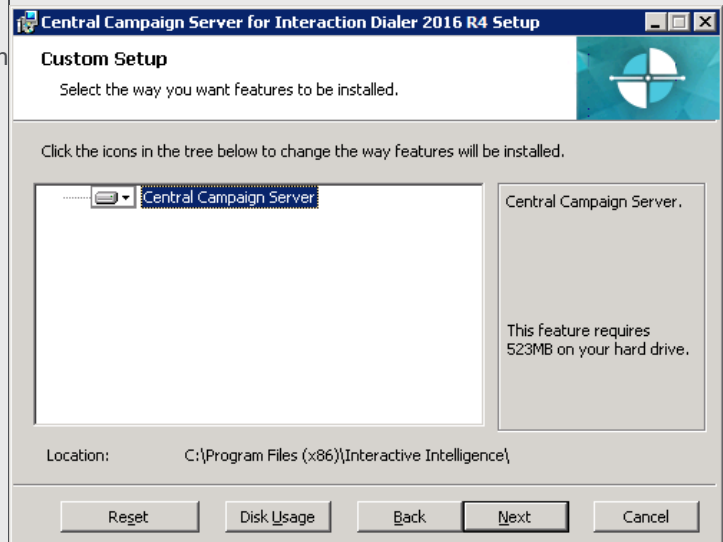 Central Campaign Server for Interaction Dialer 2016 R4 Setup
Custom Setup
Select the way you want features to be installed.
Click the icons in the tree below to change the way features will be installed.
Central Campaign Server
Central Campaign Server.
This feature requires
523MB on your hard drive.
Location: C:\Program Files (x86)\Interactive Intelligence\
Reset Disk Usage Back Next Cancel